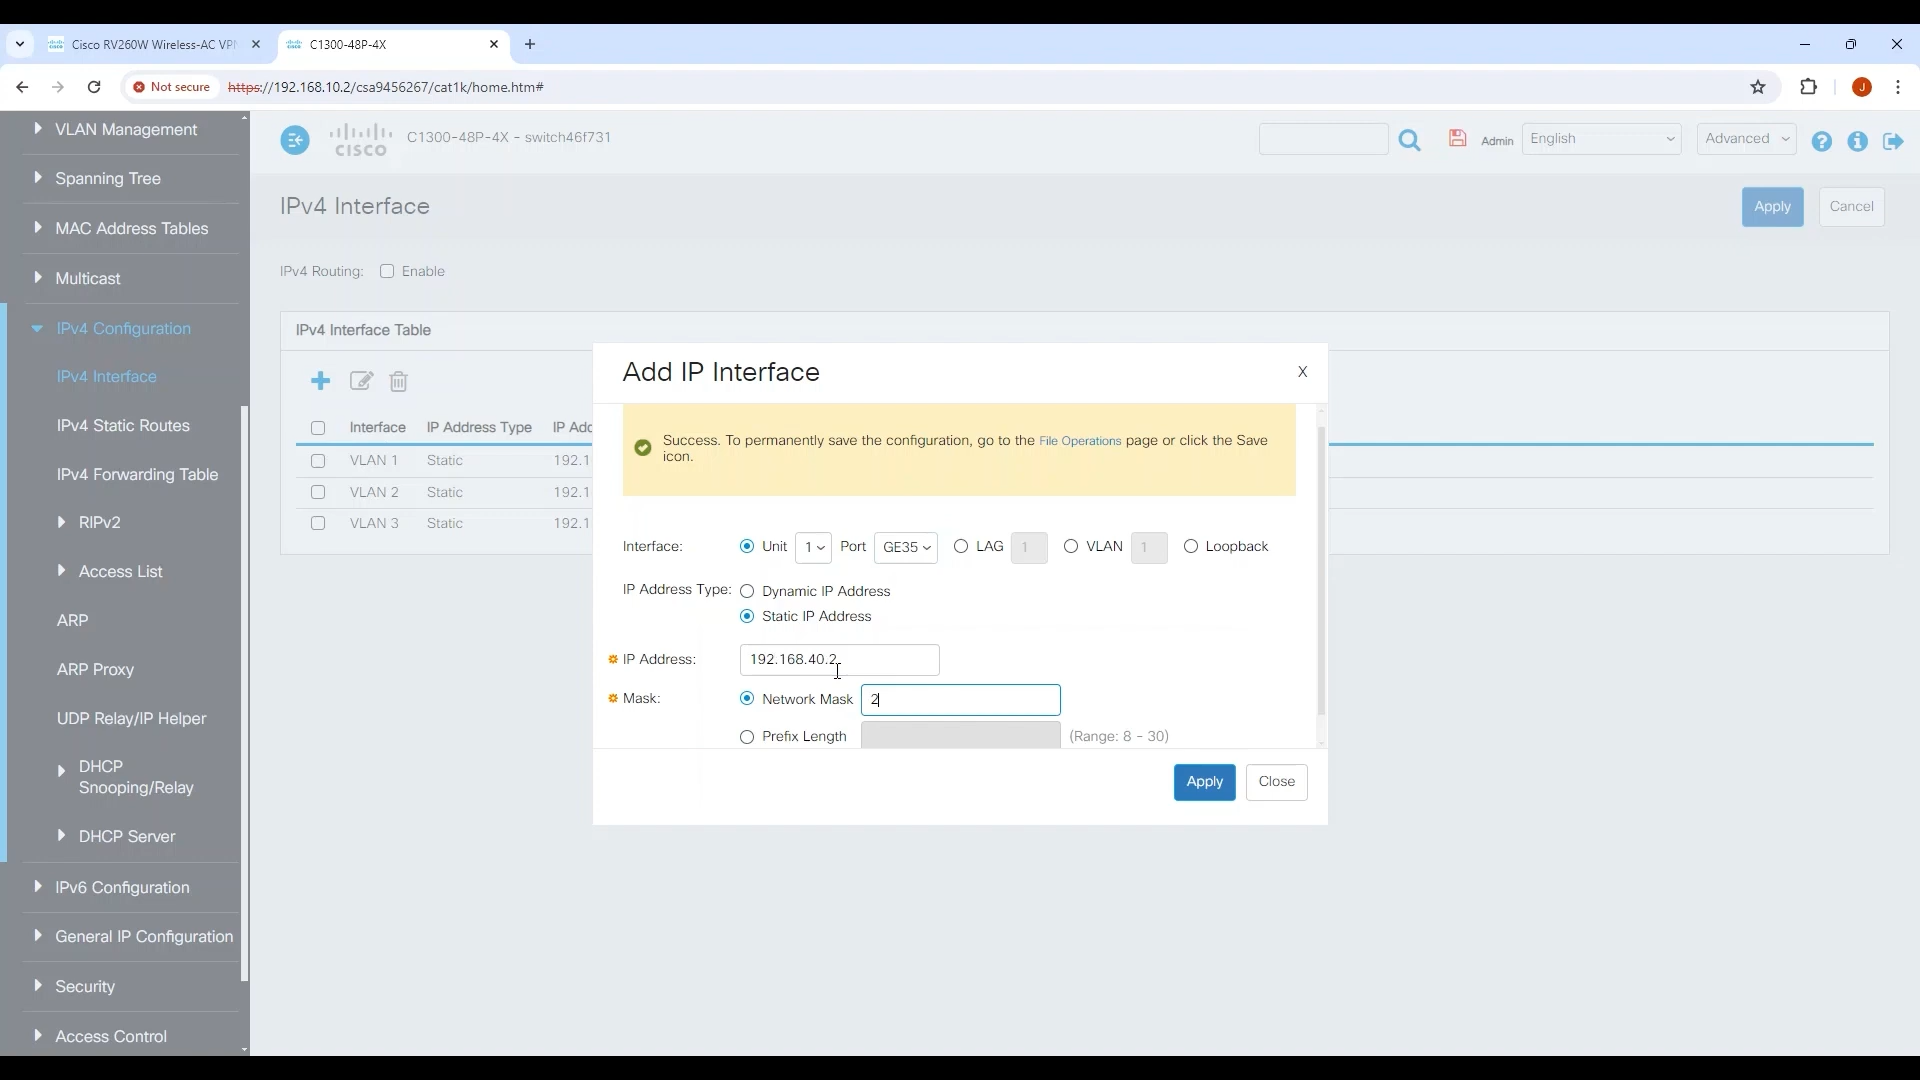 Cisco RV260W Wireless-AC VPN
C1300-48P-4X
Not secure
https://192.168.10.2/csa9456267/cat1k/home.htm#
J
VLAN Management
Spanning Tree
MAC Address Tables
Multicast
IPv4 Configuration
IPv4 Interface
IPv4 Static Routes
IPv4 Forwarding Table
RIPv2
Access List
ARP
ARP Proxy
UDP Relay/IP Helper
DHCP
Snooping/Relay
DHCP Server
IPv6 Configuration
General IP Configuration
Security
Access Control
CISCO
C1300-48P-4X - switch46f731
Admin
English
Advanced
IPv4 Interface
Apply
Cancel
IPv4 Routing: Enable
IPv4 Interface Table
Interface IP Address Type IP Add
VLAN 1 Static 192.1
VLAN 2 Static 192.1
VLAN 3 Static 192.1
Add IP Interface
X
Success. To permanently save the configuration, go to the File Operations page or click the Save
icon.
Interface: Unit 1 Port GE35 LAG 1 VLAN 1 Loopback
IP Address Type: Dynamic IP Address
Static IP Address
IP Address: 192.168.40.2
Mask: Network Mask 2
Prefix Length (Range: 8 - 30)
Apply
Close